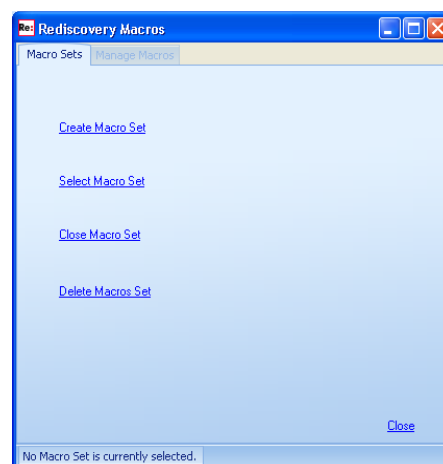 Re: Rediscovery Macros
Macro Sets Manage Macros
Create Macro Set
Select Macro Set
Close Macro Set
Delete Macros Set
Close
No Macro Set is currently selected.